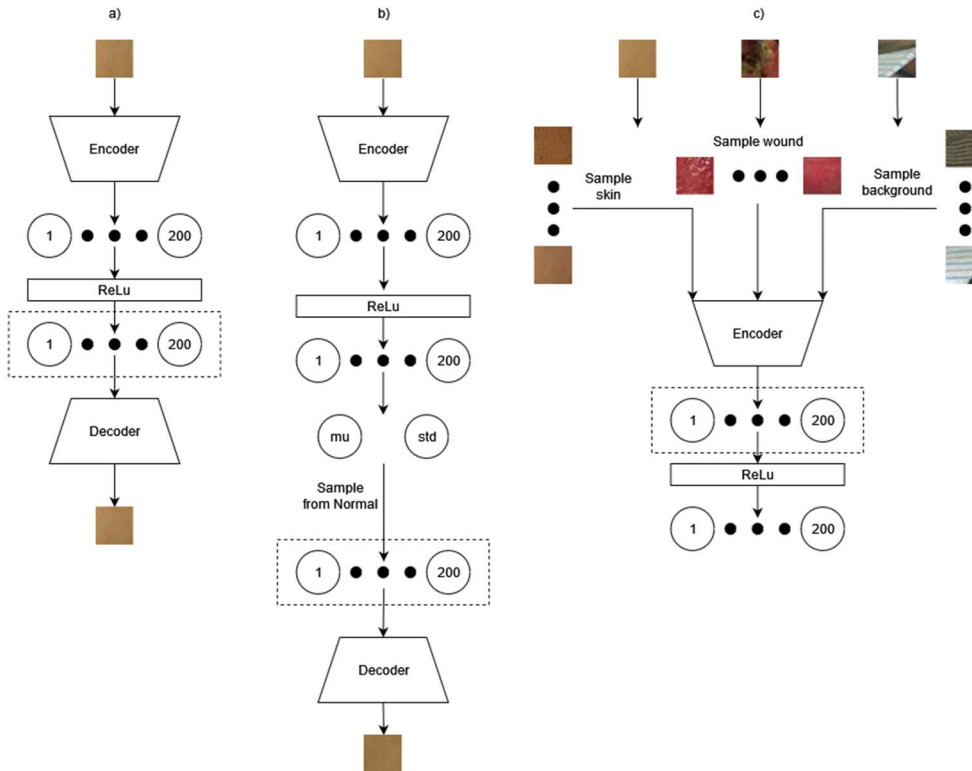 a)
Encoder
1
200
ReLu
1
200
Decoder
b)
Encoder
1
200
ReLu
1
200
mu
std
Sample
from Normal
1
200
Decoder
c)
Sample wound
Sample
skin
Sample
background
Encoder
1
200
ReLu
1
200